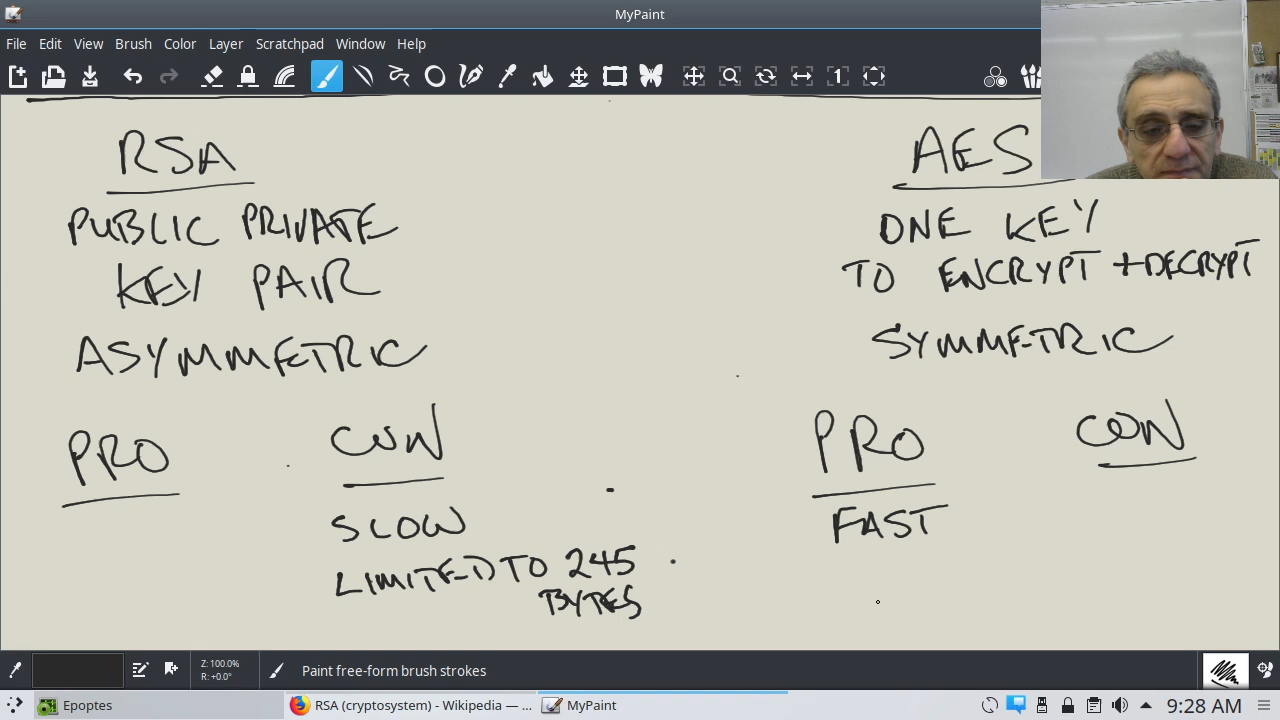 MyPaint
File Edit View Brush Color Layer Scratchpad Window Help
RSA
PUBLIC PRIVATE
KEY PAIR
ASYMMETRIC
PRO CON
SLOW
LIMITED TO 245
BYTES
AES
ONE KEY
TO ENCRYPT + DECRYPT
SYMMETRIC
PRO CON
FAST
Z: 100.0%
R: +0.0°
Paint free-form brush strokes
Epoptes
RSA (cryptosystem) - Wikipedia — ...
MyPaint
9:28 AM